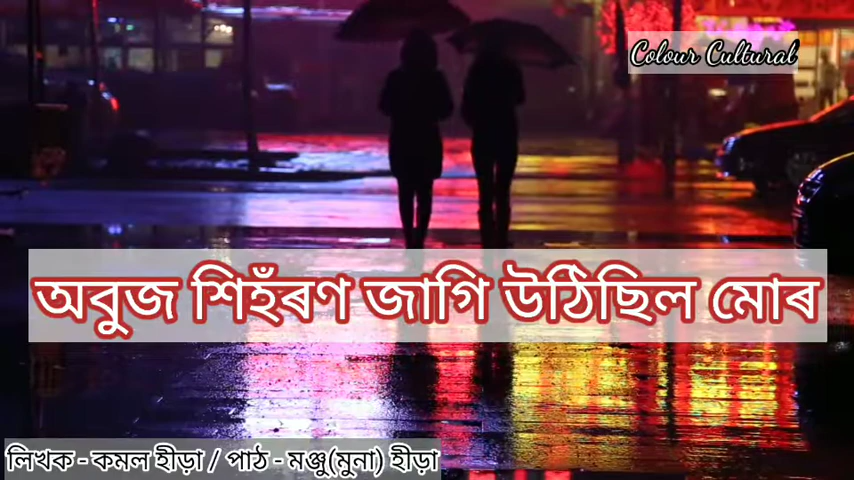 Colour Cultural
অবুজ শিহঁৰণ জাগি উঠিছিল মোৰ
লিখক - কমল হীড়া / পাঠ - মঞ্জু(মুনা) হীড়া